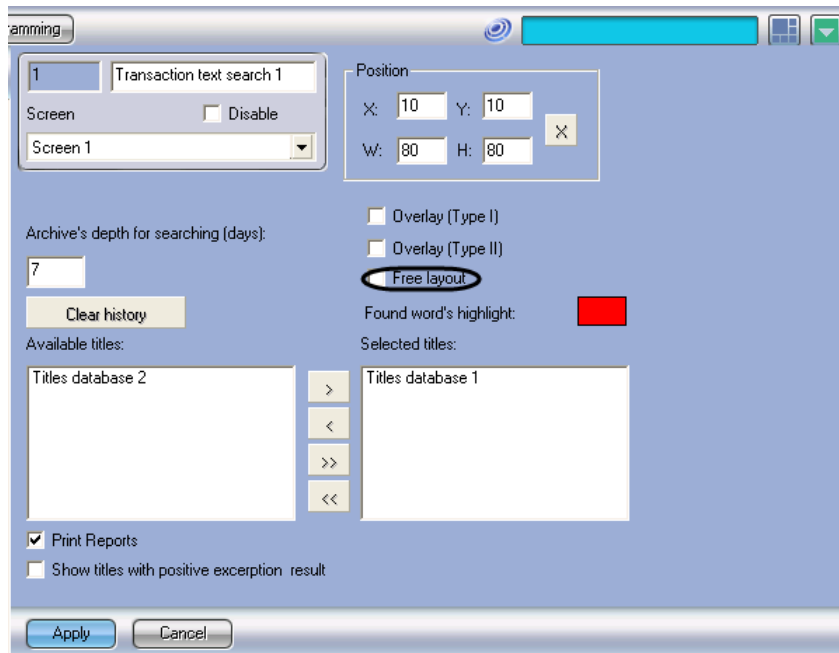 amming
1
Transaction text search 1
Screen
Disable
Screen 1
Position
X: 10 Y: 10
W: 80 H: 80
X
Overlay (Type I)
Overlay (Type II)
Free layout
Archive's depth for searching (days):
7
Clear history
Found word's highlight:
Available titles:
Selected titles:
Titles database 2
Titles database 1
>
<
>>
<<
Print Reports
Show titles with positive excerption result
Apply
Cancel